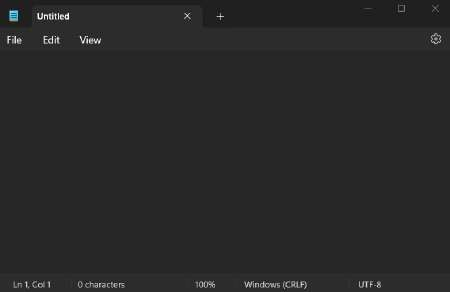 Untitled
File Edit View
Ln 1, Col 1 0 characters 100% Windows (CRLF) UTF-8